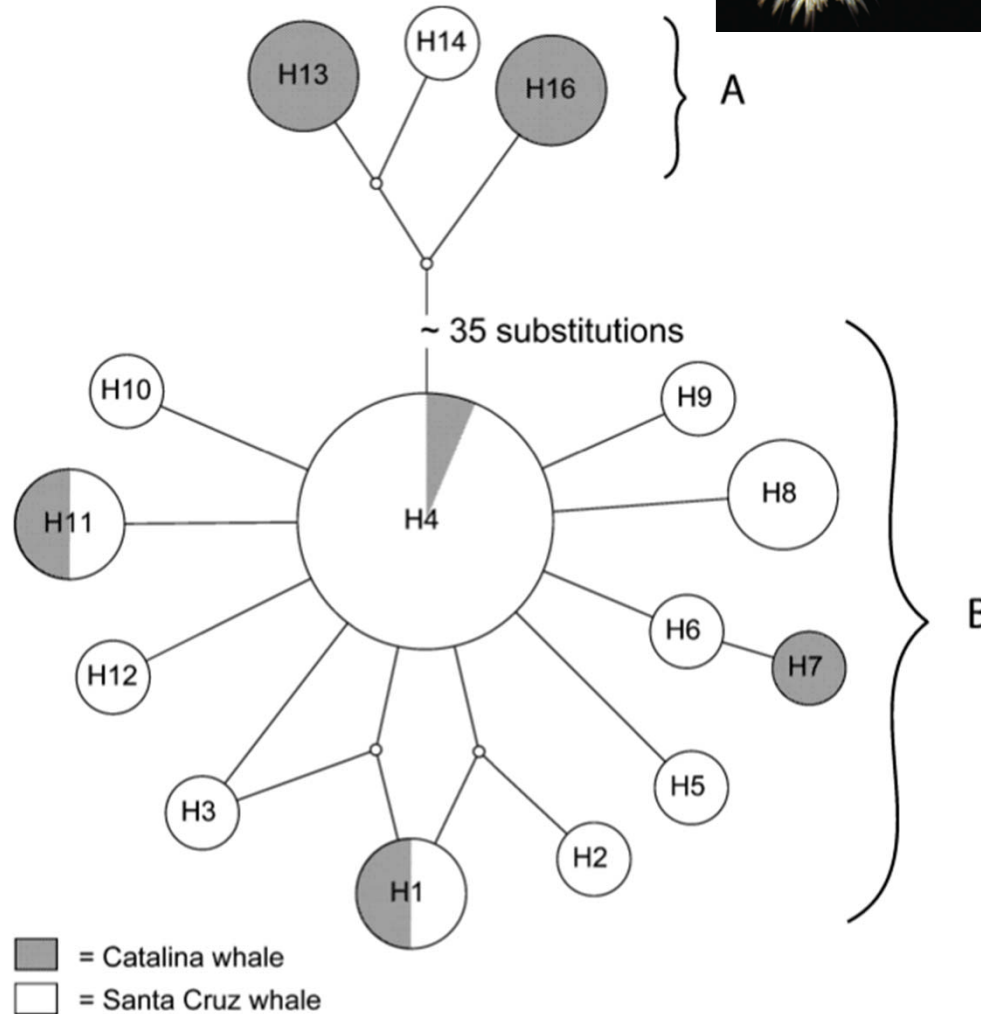 H13
H14
H16
A
~ 35 substitutions
H10
H9
H11
H4
H8
H6
H7
B
H12
H3
H5
H1
H2
= Catalina whale
= Santa Cruz whale